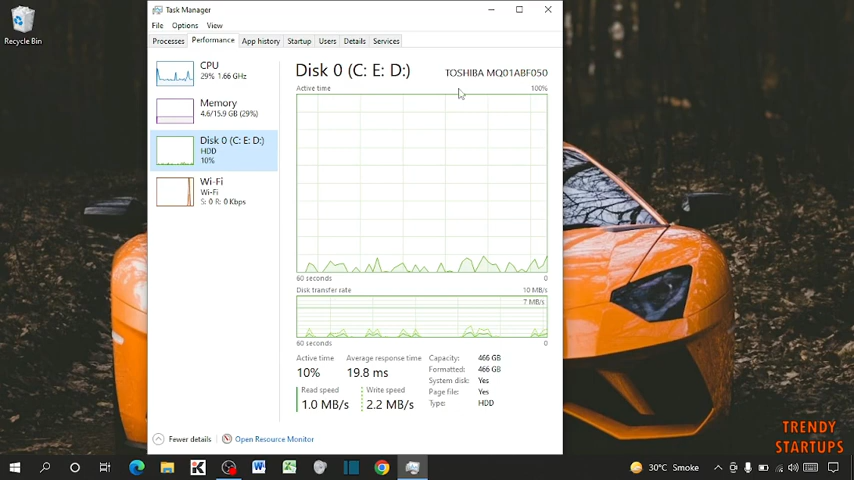 Recycle Bin
Task Manager
File Options View
Processes Performance App history Startup Users Details Services
CPU
29% 1.66 GHz
Memory
4.6/15.9 GB (29%)
Disk 0 (C: E: D:)
HDD
10%
Wi-Fi
Wi-Fi
S: 0 R: 0 Kbps
Disk 0 (C: E: D:) TOSHIBA MQ01ABF050
Active time 100%
60 seconds 0
Disk transfer rate 10 MB/s
7 MB/s
60 seconds 0
Active time Average response time
10% 19.8 ms
Read speed Write speed
1.0 MB/s 2.2 MB/s
Capacity: 466 GB
Formatted: 466 GB
System disk: Yes
Page file: Yes
Type: HDD
Fewer details Open Resource Monitor
TRENDY
STARTUPS
30°C Smoke